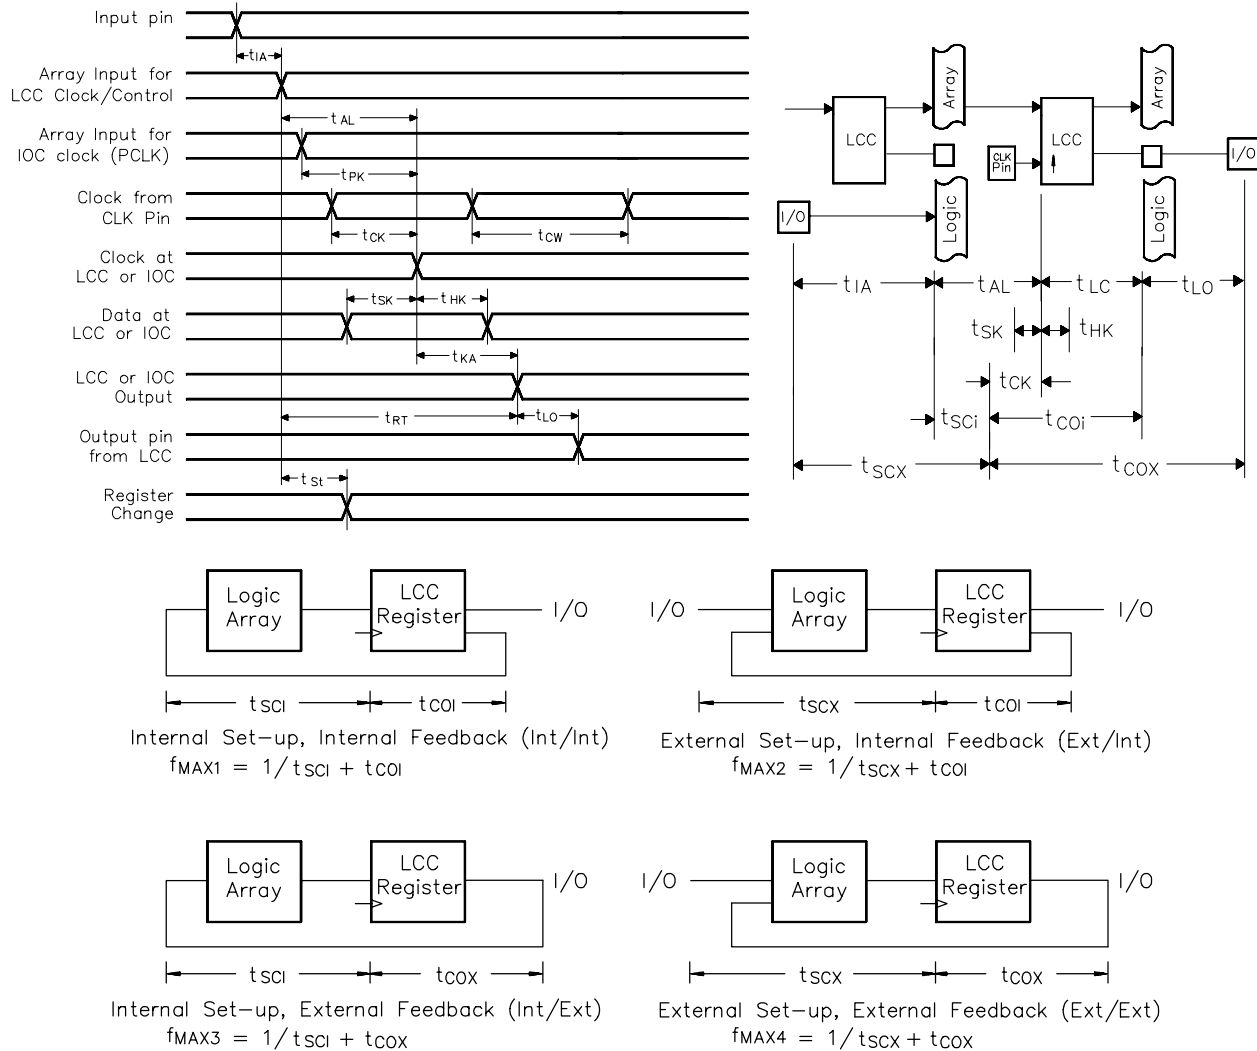 Input pin
tIA
Array Input for
LCC Clock/Control
tAL
Array Input for
IOC clock (PCLK)
tPK
Clock from
CLK Pin
tCK
tCW
Clock at
LCC or IOC
tSK
tHK
Data at
LCC or IOC
tKA
LCC or IOC
Output
tRT
tLO
Output pin
from LCC
tSt
Register
Change
Array
Array
LCC
LCC
CLK
Pin
I/O
I/O
Logic
Logic
tIA
tAL
tLC
tLO
tSK
tHK
tCK
tSCi
tCOi
tSCX
tCOX
Logic
Array
LCC
Register
I/O
tSCI
tCOI
Internal Set-up, Internal Feedback (Int/Int)
fMAX1 = 1/tSCI + tCOI
I/O
Logic
Array
LCC
Register
I/O
tSCX
tCOI
External Set-up, Internal Feedback (Ext/Int)
fMAX2 = 1/tSCX + tCOI
Logic
Array
LCC
Register
I/O
tSCI
tCOX
Internal Set-up, External Feedback (Int/Ext)
fMAX3 = 1/tSCI + tCOX
I/O
Logic
Array
LCC
Register
I/O
tSCX
tCOX
External Set-up, External Feedback (Ext/Ext)
fMAX4 = 1/tSCX + tCOX